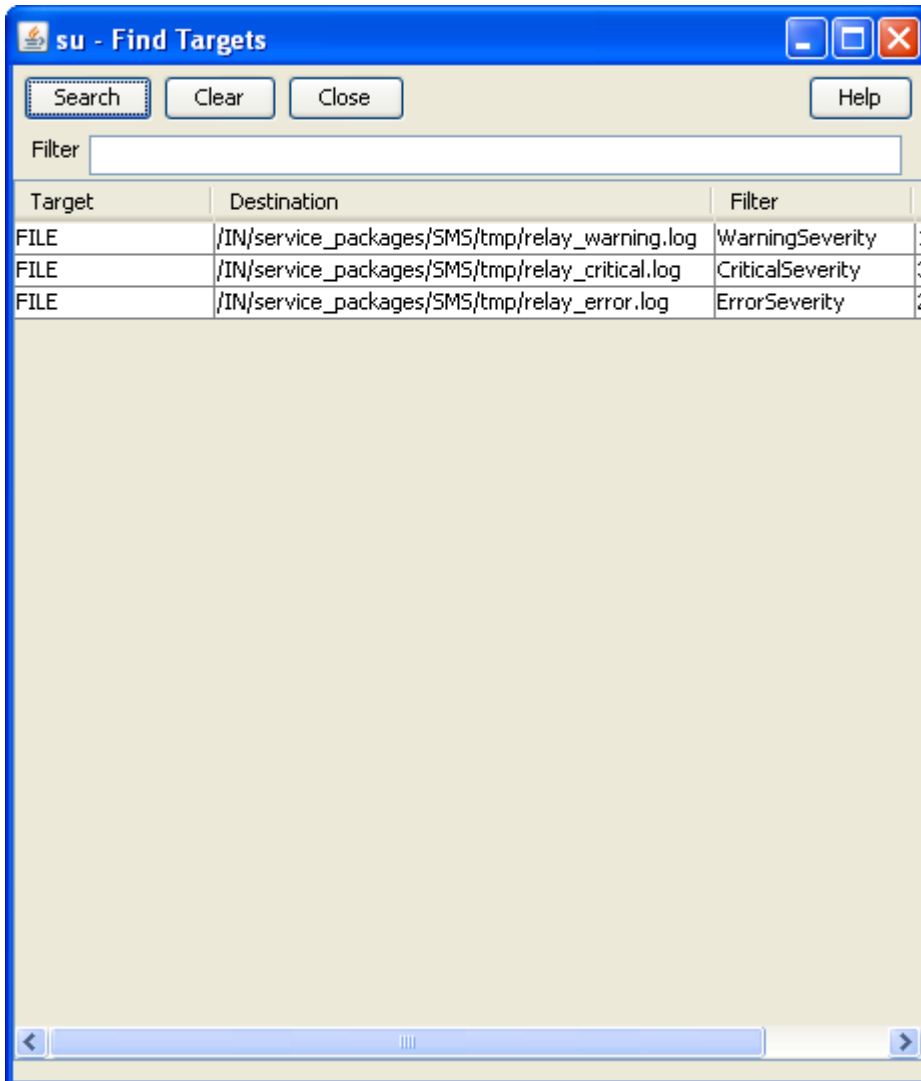 su - Find Targets
Search Clear Close Help
Filter
Target Destination Filter
FILE /IN/service_packages/SMS/tmp/relay_warning.log WarningSeverity
FILE /IN/service_packages/SMS/tmp/relay_critical.log CriticalSeverity
FILE /IN/service_packages/SMS/tmp/relay_error.log ErrorSeverity